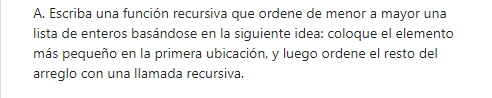 A. Escriba una función recursiva que ordene de menor a mayor una
lista de enteros basándose en la siguiente idea: coloque el elemento
más pequeño en la primera ubicación, y luego ordene el resto del
arreglo con una llamada recursiva.